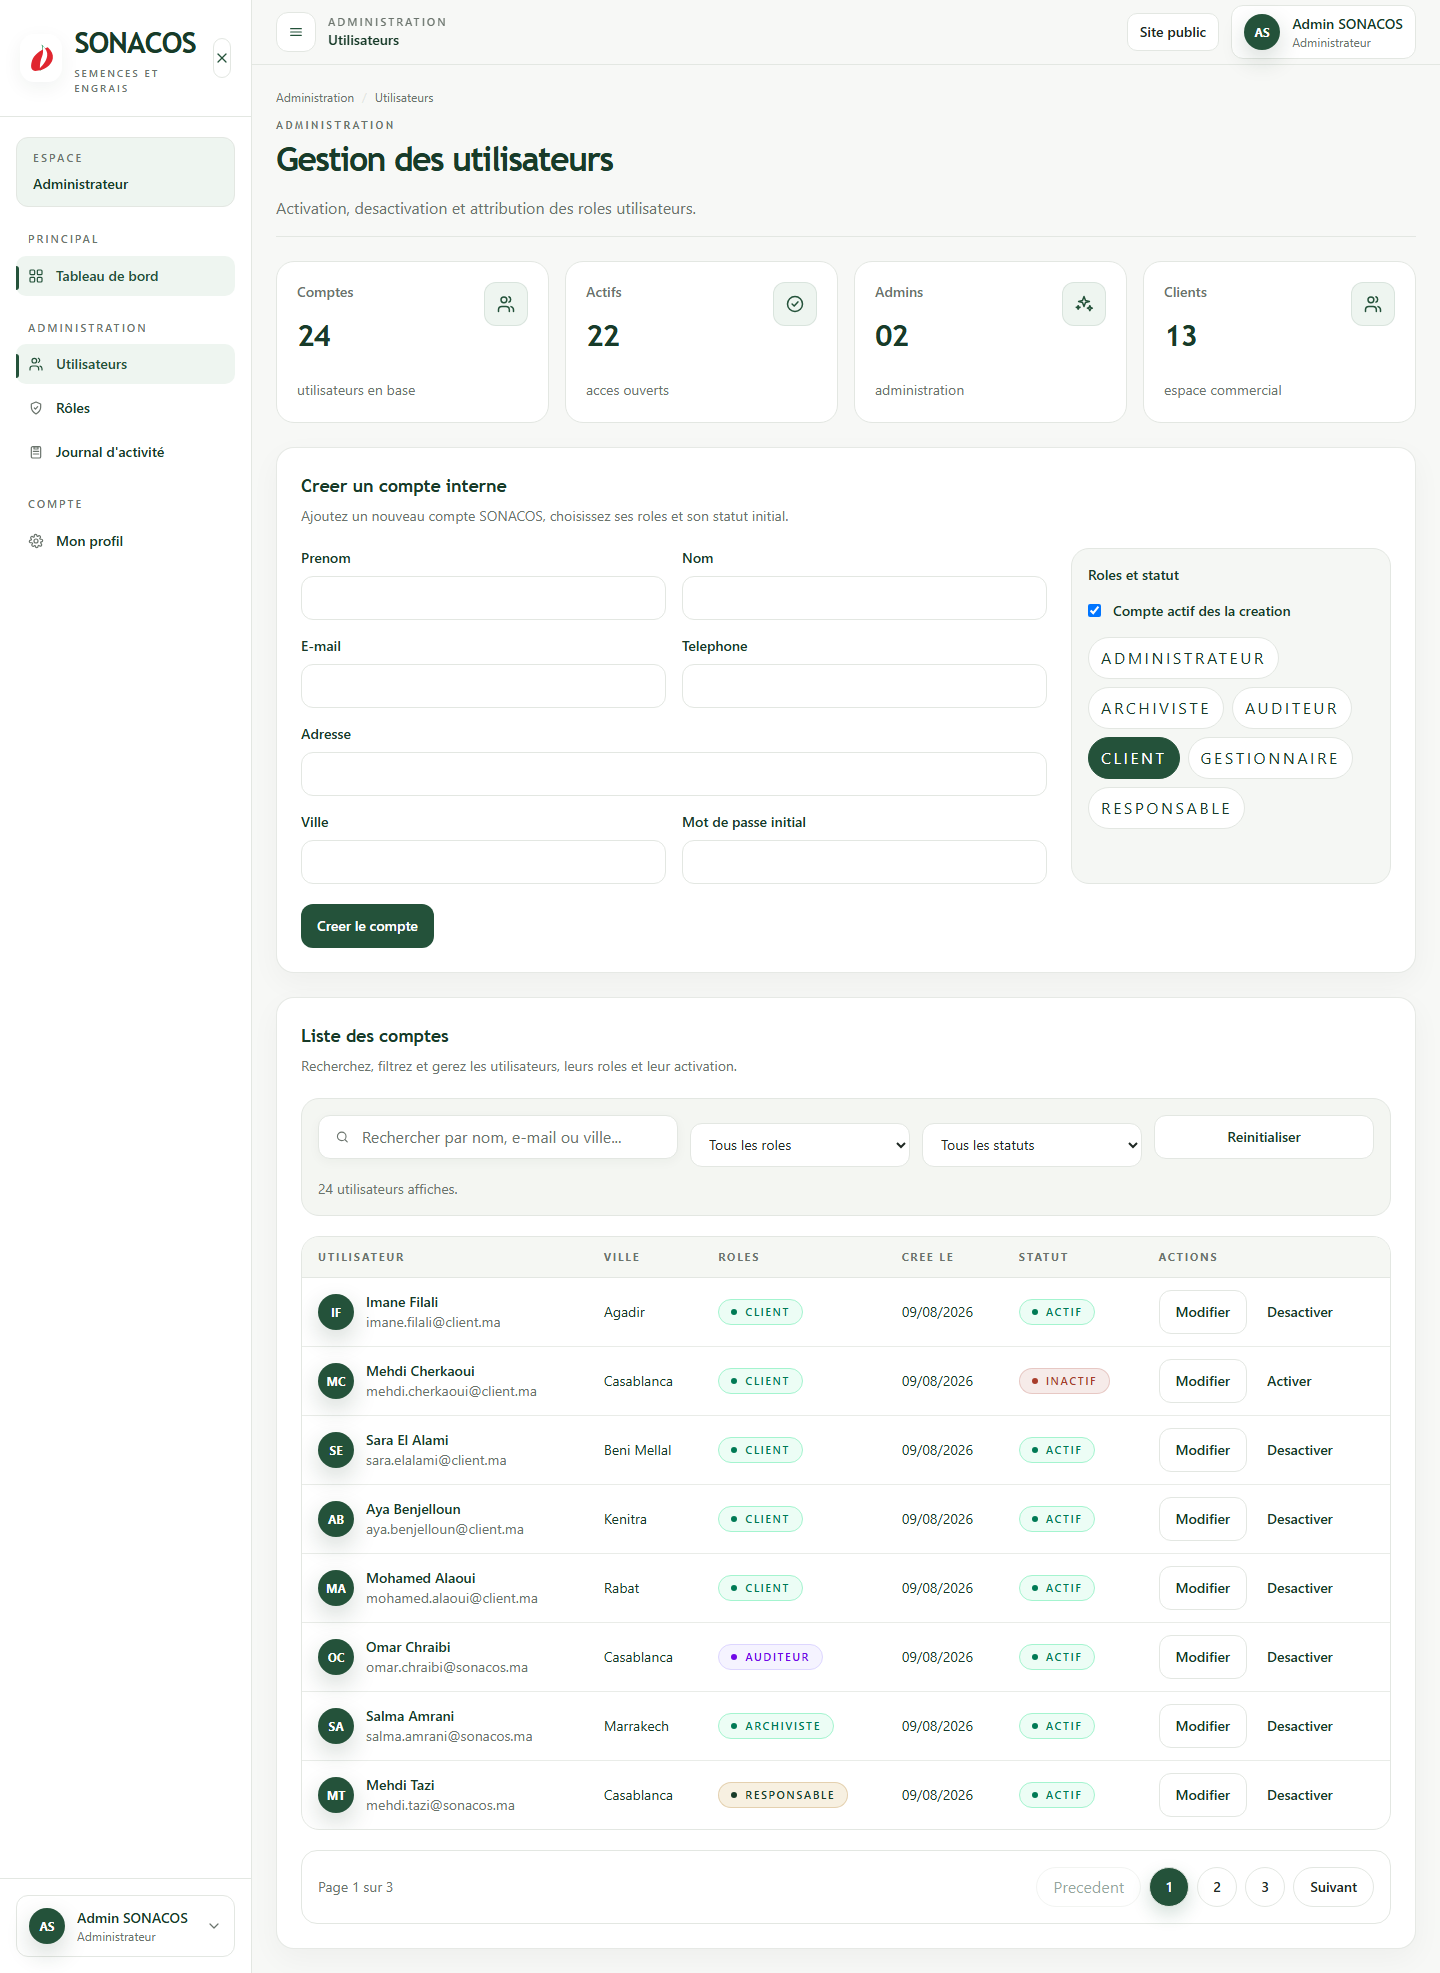 SONACOS
SEMENCES ET
ENGRAIS
ESPACE
Administrateur
PRINCIPAL
Tableau de bord
ADMINISTRATION
Utilisateurs
Rôles
Journal d'activité
COMPTE
Mon profil
AS
Admin SONACOS
Administrateur
ADMINISTRATION
Utilisateurs
Site public
AS
Admin SONACOS
Administrateur
Administration / Utilisateurs
ADMINISTRATION
Gestion des utilisateurs
Activation, desactivation et attribution des roles utilisateurs.
Comptes
24
utilisateurs en base
Actifs
22
acces ouverts
Admins
02
administration
Clients
13
espace commercial
Creer un compte interne
Ajoutez un nouveau compte SONACOS, choisissez ses roles et son statut initial.
Prenom
Nom
E-mail
Telephone
Adresse
Ville
Mot de passe initial
Roles et statut
Compte actif des la creation
ADMINISTRATEUR
ARCHIVISTE
AUDITEUR
CLIENT
GESTIONNAIRE
RESPONSABLE
Creer le compte
Liste des comptes
Recherchez, filtrez et gerez les utilisateurs, leurs roles et leur activation.
Rechercher par nom, e-mail ou ville...
Tous les roles
Tous les statuts
Reinitialiser
24 utilisateurs affiches.
UTILISATEUR VILLE ROLES CREE LE STATUT ACTIONS
IF Imane Filali
imane.filali@client.ma
Agadir CLIENT 09/08/2026 ACTIF Modifier Desactiver
MC Mehdi Cherkaoui
mehdi.cherkaoui@client.ma
Casablanca CLIENT 09/08/2026 INACTIF Modifier Activer
SE Sara El Alami
sara.elalami@client.ma
Beni Mellal CLIENT 09/08/2026 ACTIF Modifier Desactiver
AB Aya Benjelloun
aya.benjelloun@client.ma
Kenitra CLIENT 09/08/2026 ACTIF Modifier Desactiver
MA Mohamed Alaoui
mohamed.alaoui@client.ma
Rabat CLIENT 09/08/2026 ACTIF Modifier Desactiver
OC Omar Chraibi
omar.chraibi@sonacos.ma
Casablanca AUDITEUR 09/08/2026 ACTIF Modifier Desactiver
SA Salma Amrani
salma.amrani@sonacos.ma
Marrakech ARCHIVISTE 09/08/2026 ACTIF Modifier Desactiver
MT Mehdi Tazi
mehdi.tazi@sonacos.ma
Casablanca RESPONSABLE 09/08/2026 ACTIF Modifier Desactiver
Page 1 sur 3
Precedent 1 2 3 Suivant